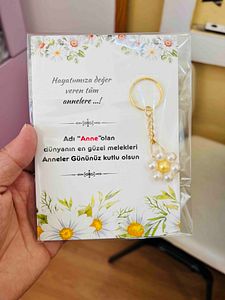 Hayatımıza değer
veren tüm
annelere ...!
Adı "Anne"olan
dünyanın en güzel melekleri
Anneler Gününüz kutlu olsun